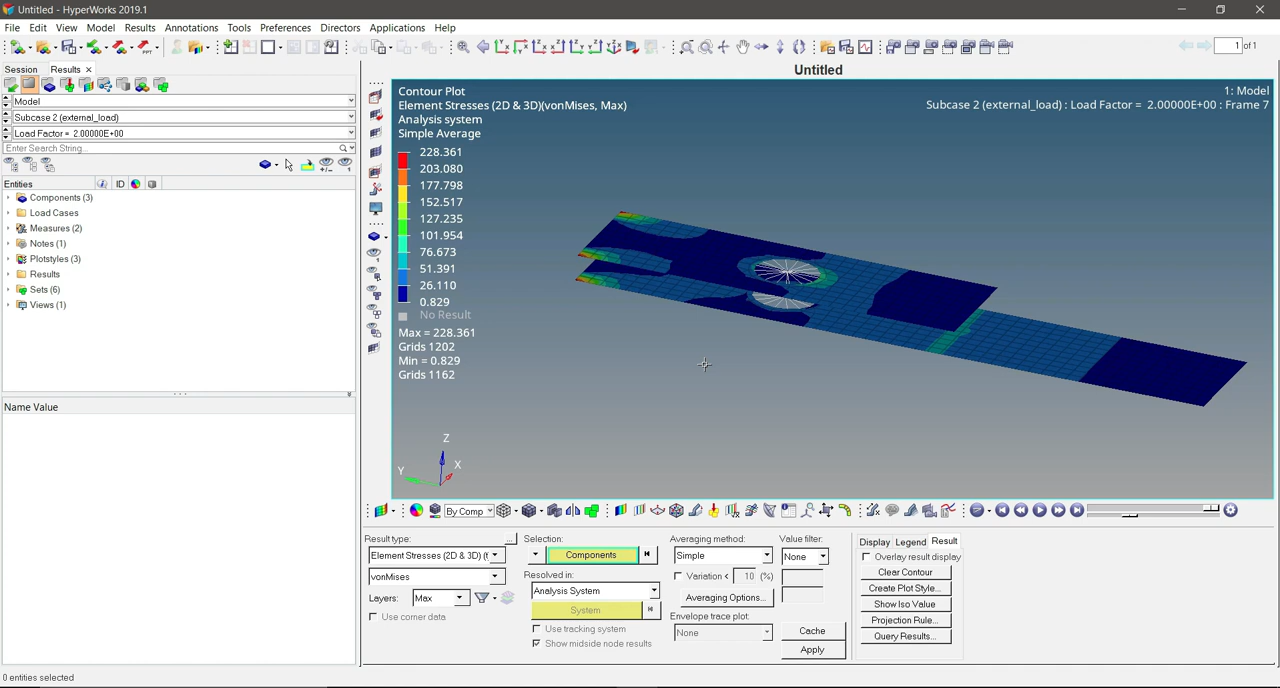 Untitled - HyperWorks 2019.1
File Edit View Model Results Annotations Tools Preferences Directors Applications Help
1 of 1
Session Results
Untitled
Model
Subcase 2 (external_load)
Load Factor = 2.00000E+00
Enter Search String...
Entities ID
Components (3)
Load Cases
Measures (2)
Notes (1)
Plotstyles (3)
Results
Sets (6)
Views (1)
Name Value
Contour Plot
Element Stresses (2D & 3D)(vonMises, Max)
Analysis system
Simple Average
228.361
203.080
177.798
152.517
127.235
101.954
76.673
51.391
26.110
0.829
No Result
Max = 228.361
Grids 1202
Min = 0.829
Grids 1162
1: Model
Subcase 2 (external_load) : Load Factor = 2.00000E+00 : Frame 7
Z
Y X
By Comp
Result type:
Element Stresses (2D & 3D) (t
vonMises
Layers: Max
Use corner data
Selection:
Components
Resolved in:
Analysis System
System
Use tracking system
Show midside node results
Averaging method:
Simple
Variation < 10 (%)
Averaging Options...
Envelope trace plot:
None
Value filter:
None
Cache
Apply
Display Legend Result
Overlay result display
Clear Contour
Create Plot Style...
Show Iso Value
Projection Rule...
Query Results...
0 entities selected